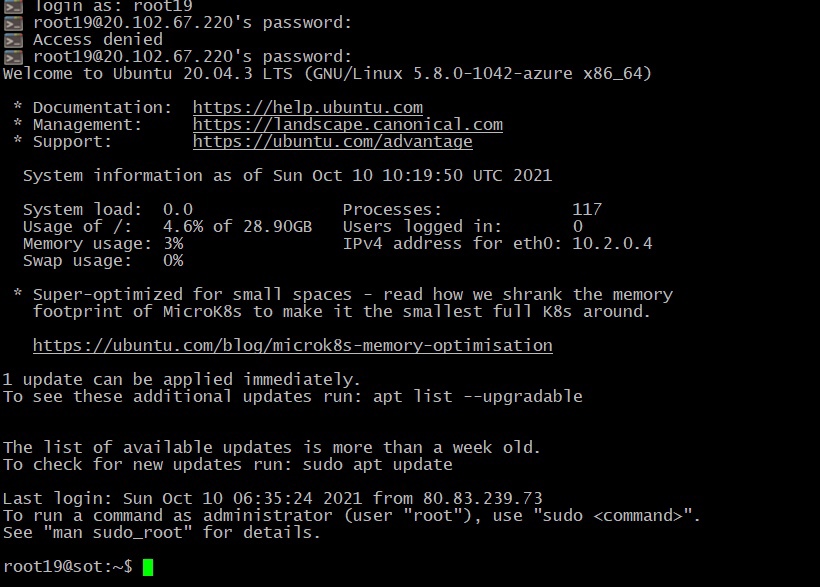 login as: root19
root19@20.102.67.220's password:
Access denied
root19@20.102.67.220's password:
Welcome to Ubuntu 20.04.3 LTS (GNU/Linux 5.8.0-1042-azure x86_64)
* Documentation: https://help.ubuntu.com
* Management: https://landscape.canonical.com
* Support: https://ubuntu.com/advantage
System information as of Sun Oct 10 10:19:50 UTC 2021
System load: 0.0 Processes: 117
Usage of /: 4.6% of 28.90GB Users logged in: 0
Memory usage: 3% IPv4 address for eth0: 10.2.0.4
Swap usage: 0%
* Super-optimized for small spaces - read how we shrank the memory
footprint of MicroK8s to make it the smallest full K8s around.
https://ubuntu.com/blog/microk8s-memory-optimisation
1 update can be applied immediately.
To see these additional updates run: apt list --upgradable
The list of available updates is more than a week old.
To check for new updates run: sudo apt update
Last login: Sun Oct 10 06:35:24 2021 from 80.83.239.73
To run a command as administrator (user "root"), use "sudo <command>".
See "man sudo_root" for details.
root19@sot:~$